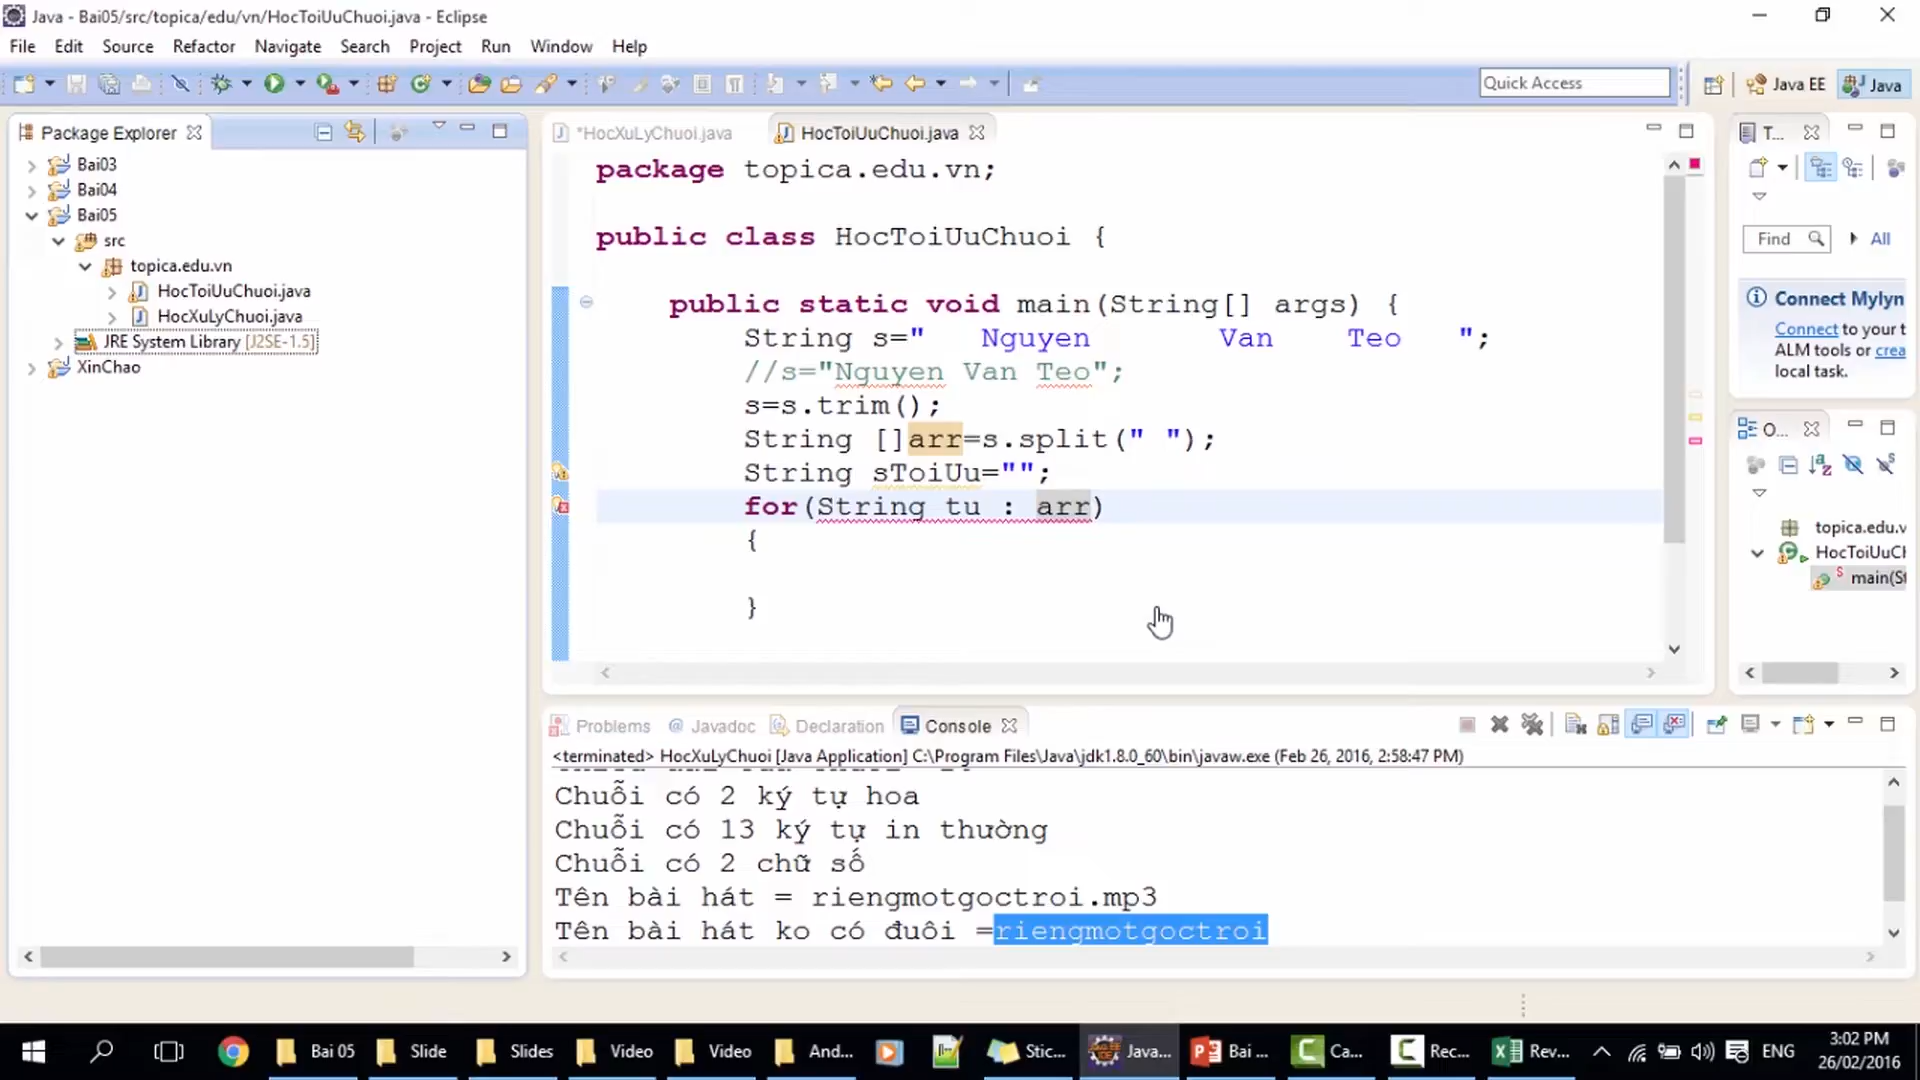 Java - Bai05/src/topica/edu/vn/HocToiUuChuoi.java - Eclipse
File Edit Source Refactor Navigate Search Project Run Window Help
Quick Access
Java EE
Java
Package Explorer
Bai03
Bai04
Bai05
src
topica.edu.vn
HocToiUuChuoi.java
HocXuLyChuoi.java
JRE System Library [J2SE-1.5]
XinChao
*HocXuLyChuoi.java
HocToiUuChuoi.java
package topica.edu.vn;
public class HocToiUuChuoi {
public static void main(String[] args) {
String s="   Nguyen       Van    Teo   ";
//s="Nguyen Van Teo";
s=s.trim();
String []arr=s.split(" ");
String sToiUu="";
for(String tu : arr)
{
}
T...
Find
All
Connect Mylyn
Connect to your t
ALM tools or crea
local task.
O...
topica.edu.v
HocToiUuCh
main(St
Problems
Javadoc
Declaration
Console
<terminated> HocXuLyChuoi [Java Application] C:\Program Files\Java\jdk1.8.0_60\bin\javaw.exe (Feb 26, 2016, 2:58:47 PM)
Chuỗi có 2 ký tự hoa
Chuỗi có 13 ký tự in thường
Chuỗi có 2 chữ số
Tên bài hát = riengmotgoctroi.mp3
Tên bài hát ko có đuôi =riengmotgoctroi
Bai 05
Slide
Slides
Video
Video
And...
Stic...
Java...
Bai ...
Ca...
Rec...
Rev...
ENG
3:02 PM
26/02/2016